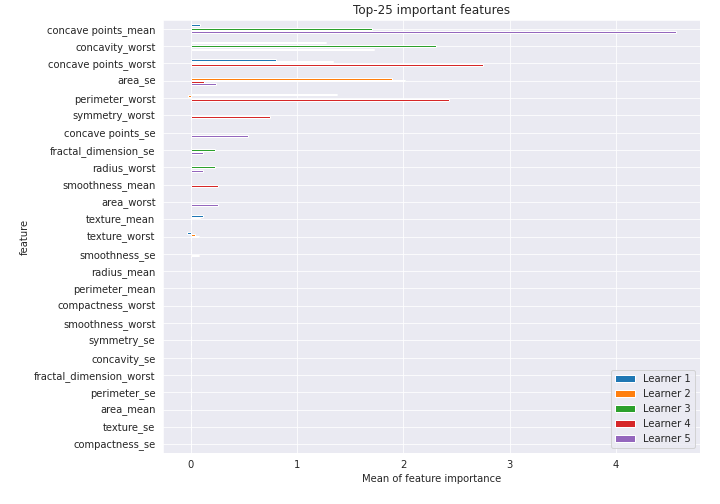 Top-25 important features
concave points_mean
concavity_worst
concave points_worst
area_se
perimeter_worst
symmetry_worst
concave points_se
fractal_dimension_se
radius_worst
smoothness_mean
area_worst
texture_mean
texture_worst
smoothness_se
radius_mean
perimeter_mean
compactness_worst
smoothness_worst
symmetry_se
concavity_se
fractal_dimension_worst
perimeter_se
area_mean
texture_se
compactness_se
feature
0 1 2 3 4
Mean of feature importance
Learner 1
Learner 2
Learner 3
Learner 4
Learner 5